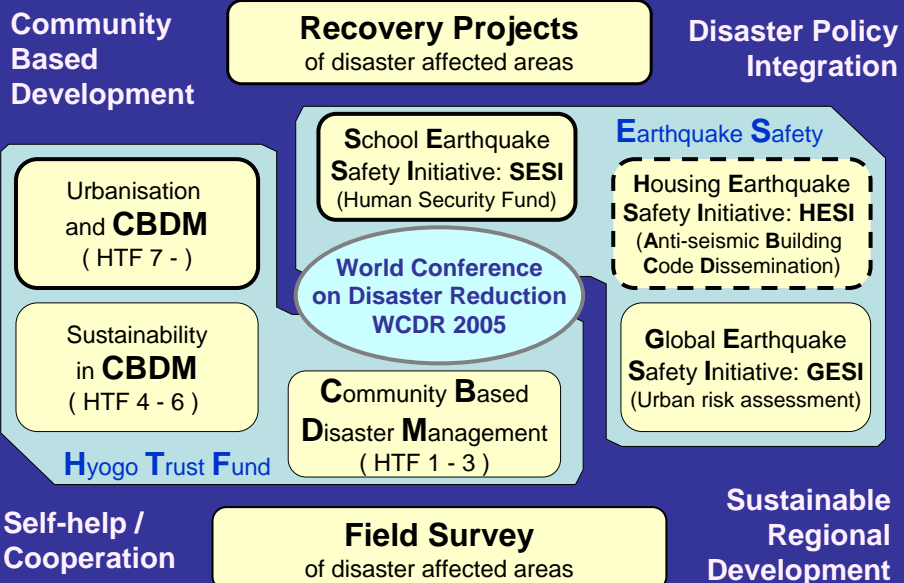 Community
Based
Development
Recovery Projects
of disaster affected areas
Disaster Policy
Integration
School Earthquake
Safety Initiative: SESI
(Human Security Fund)
Earthquake Safety
Housing Earthquake
Safety Initiative: HESI
(Anti-seismic Building
Code Dissemination)
Urbanisation
and CBDM
( HTF 7 - )
World Conference
on Disaster Reduction
WCDR 2005
Sustainability
in CBDM
( HTF 4 - 6 )
Global Earthquake
Safety Initiative: GESI
(Urban risk assessment)
Community Based
Disaster Management
( HTF 1 - 3 )
Hyogo Trust Fund
Self-help /
Cooperation
Field Survey
of disaster affected areas
Sustainable
Regional
Development